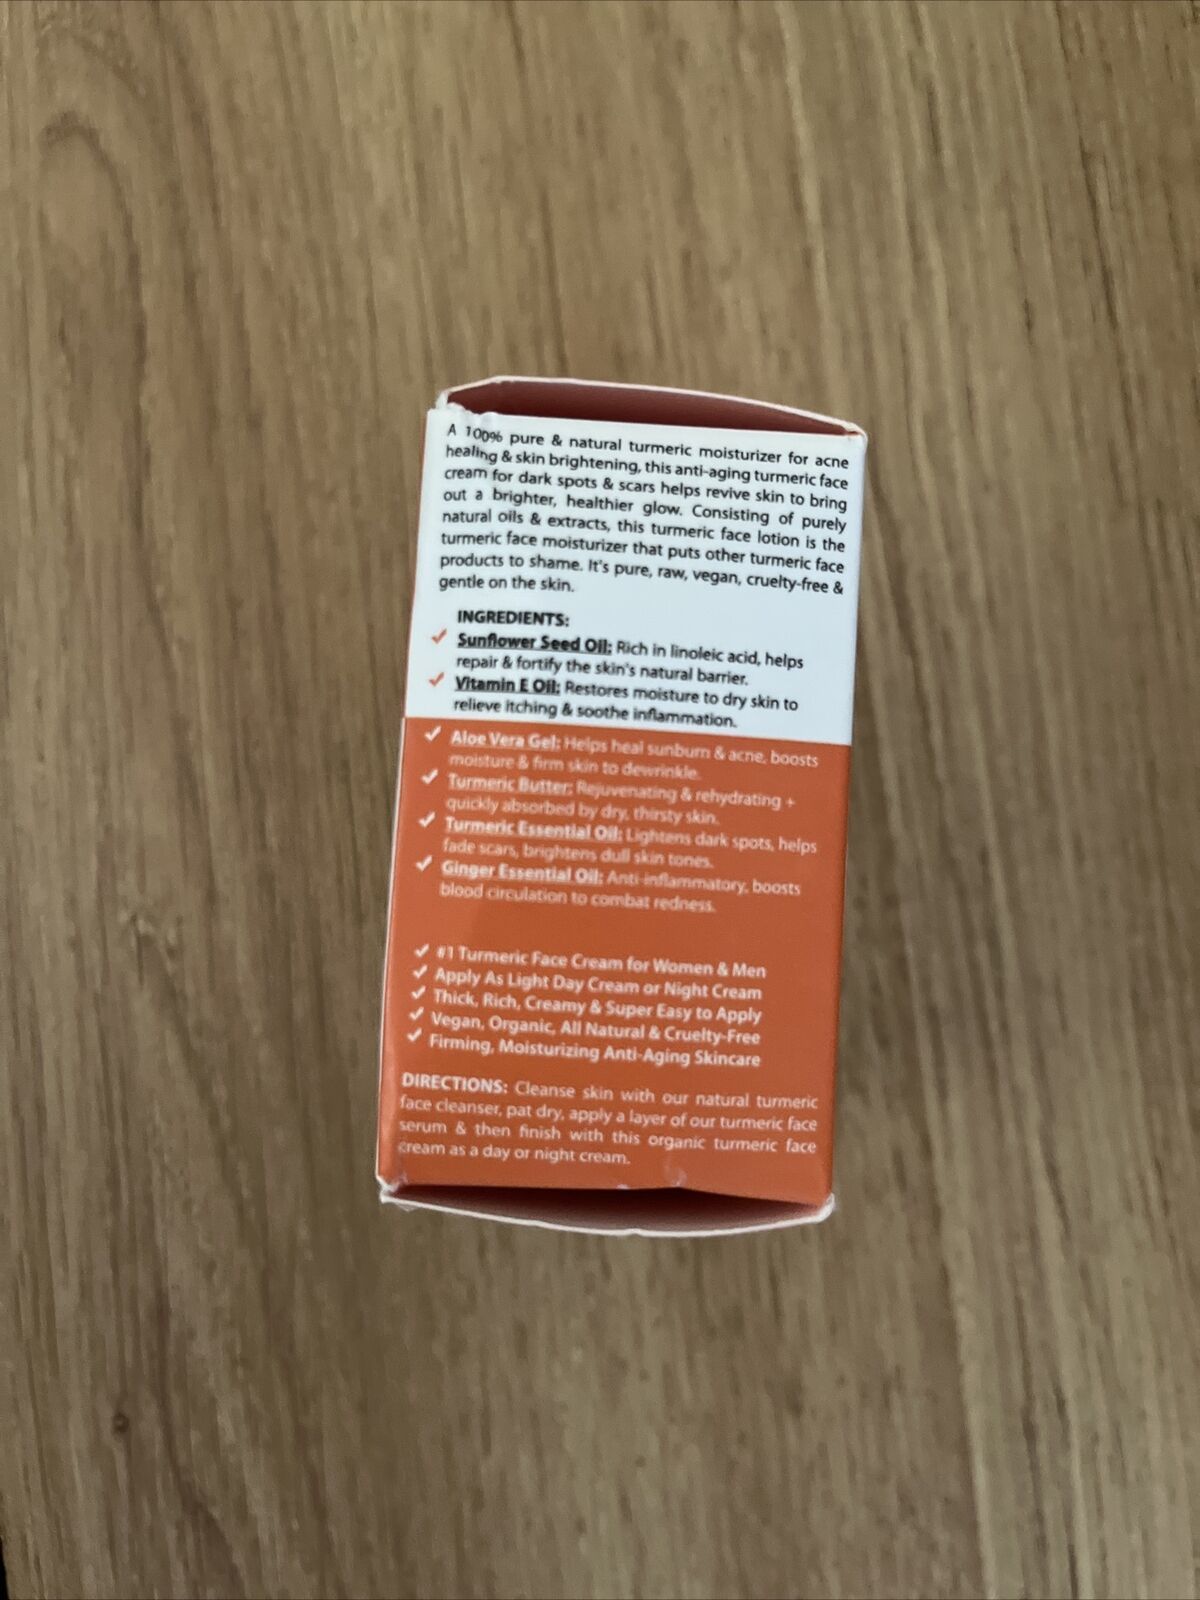 A 100% pure & natural turmeric moisturizer for acne
healing & skin brightening, this anti-aging turmeric face
cream for dark spots & scars helps revive skin to bring
out a brighter, healthier glow. Consisting of purely
natural oils & extracts, this turmeric face lotion is the
turmeric face moisturizer that puts other turmeric face
products to shame. It's pure, raw, vegan, cruelty-free &
gentle on the skin.
INGREDIENTS:
✓ Sunflower Seed Oil: Rich in linoleic acid, helps
repair & fortify the skin's natural barrier.
✓ Vitamin E Oil: Restores moisture to dry skin to
relieve itching & soothe inflammation.
✓ Aloe Vera Gel: Helps heal sunburn & acne, boosts
moisture & firm skin to dewrinkle.
✓ Turmeric Butter: Rejuvenating & rehydrating +
quickly absorbed by dry, thirsty skin.
✓ Turmeric Essential Oil: Lightens dark spots, helps
fade scars, brightens dull skin tones.
✓ Ginger Essential Oil: Anti-inflammatory, boosts
blood circulation to combat redness.
✓ #1 Turmeric Face Cream for Women & Men
✓ Apply As Light Day Cream or Night Cream
✓ Thick, Rich, Creamy & Super Easy to Apply
✓ Vegan, Organic, All Natural & Cruelty-Free
✓ Firming, Moisturizing Anti-Aging Skincare
DIRECTIONS: Cleanse skin with our natural turmeric
face cleanser, pat dry, apply a layer of our turmeric face
serum & then finish with this organic turmeric face
cream as a day or night cream.